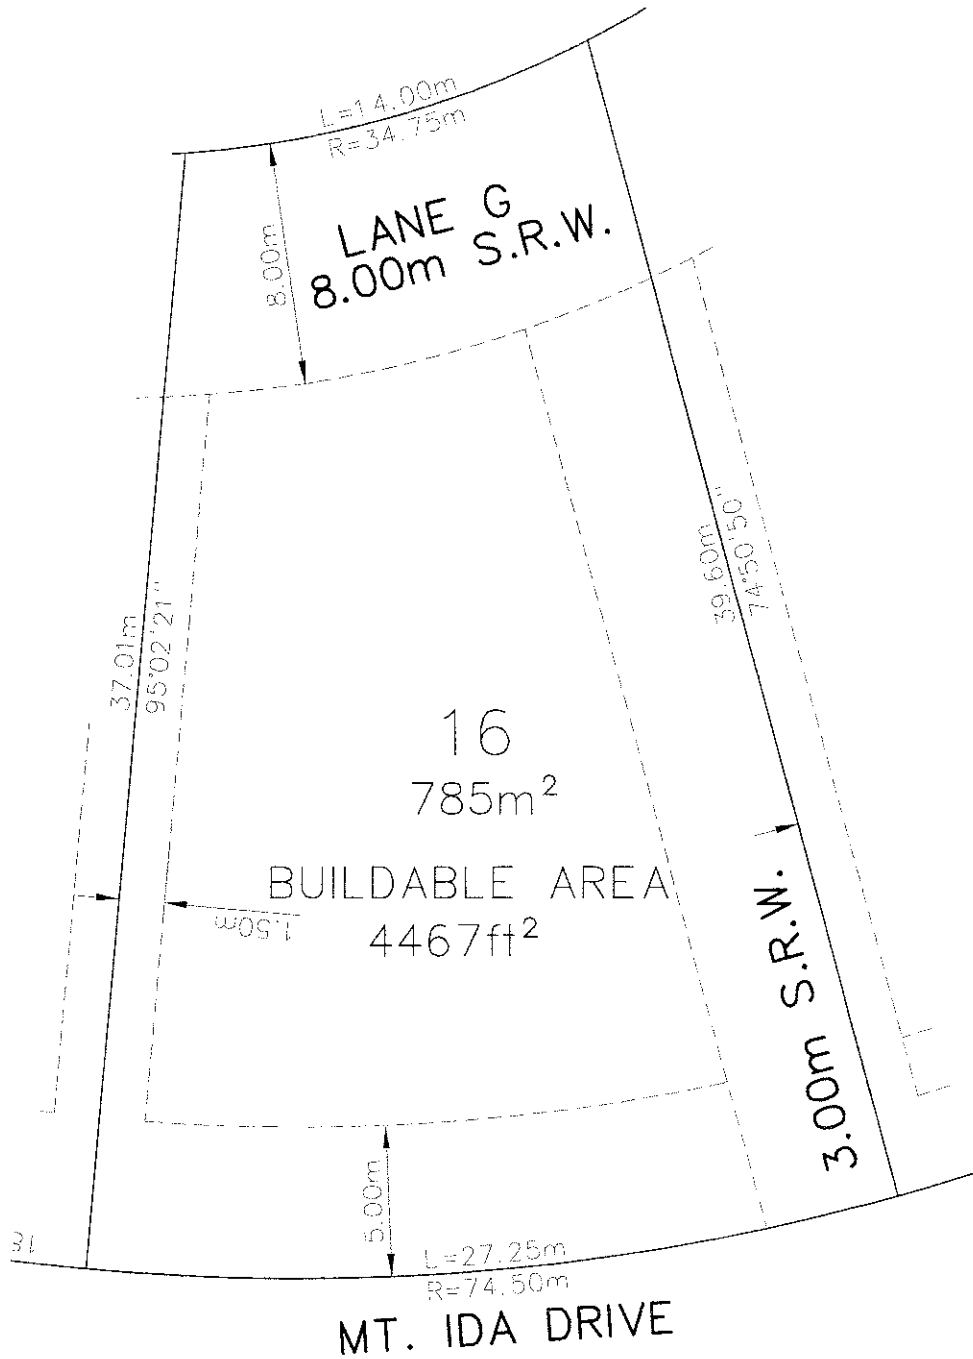 L=14.00m
R=34.75m
LANE G
8.00m S.R.W.
8.00m
39.60m
74°50'50"
37.01m
95°02'21"
16
785m²
BUILDABLE AREA
4467ft²
1.50m
3.00m S.R.W.
5.00m
L=27.25m
R=74.50m
MT. IDA DRIVE